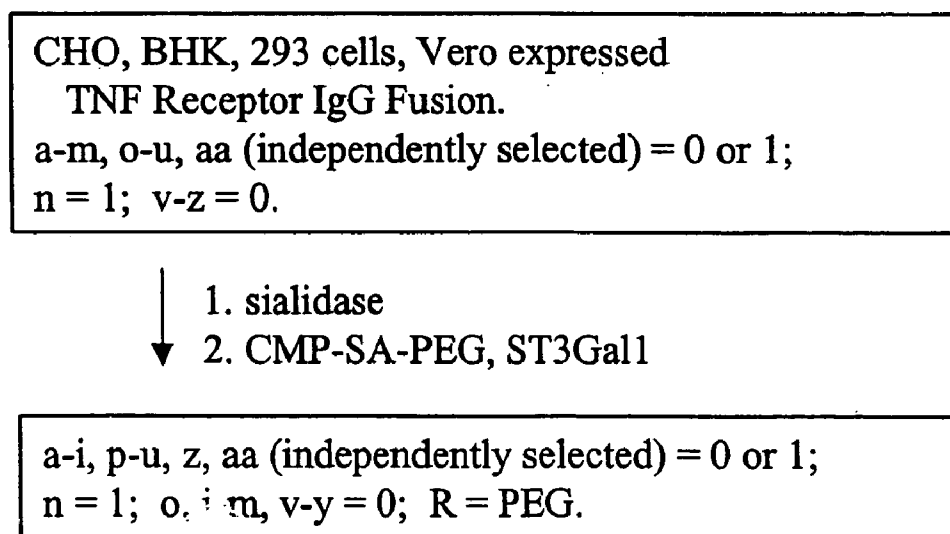 CHO, BHK, 293 cells, Vero expressed
TNF Receptor IgG Fusion.
a-m, o-u, aa (independently selected) = 0 or 1;
n = 1; v-z = 0.
1. sialidase
2. CMP-SA-PEG, ST3Gal1
a-i, p-u, z, aa (independently selected) = 0 or 1;
n = 1; o, m, v-y = 0; R = PEG.